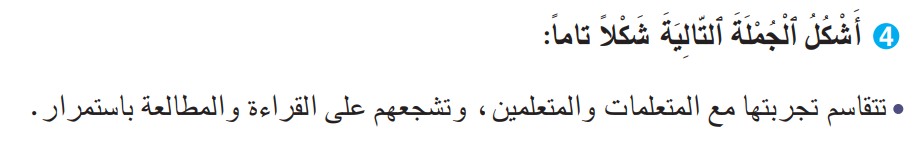 4 أَشْكُلُ ٱلْجُمْلَةَ ٱلتّالِيَةَ شَكْلاً تاماً:
• تتقاسم تجربتها مع المتعلمات والمتعلمين، وتشجعهم على القراءة والمطالعة باستمرار.